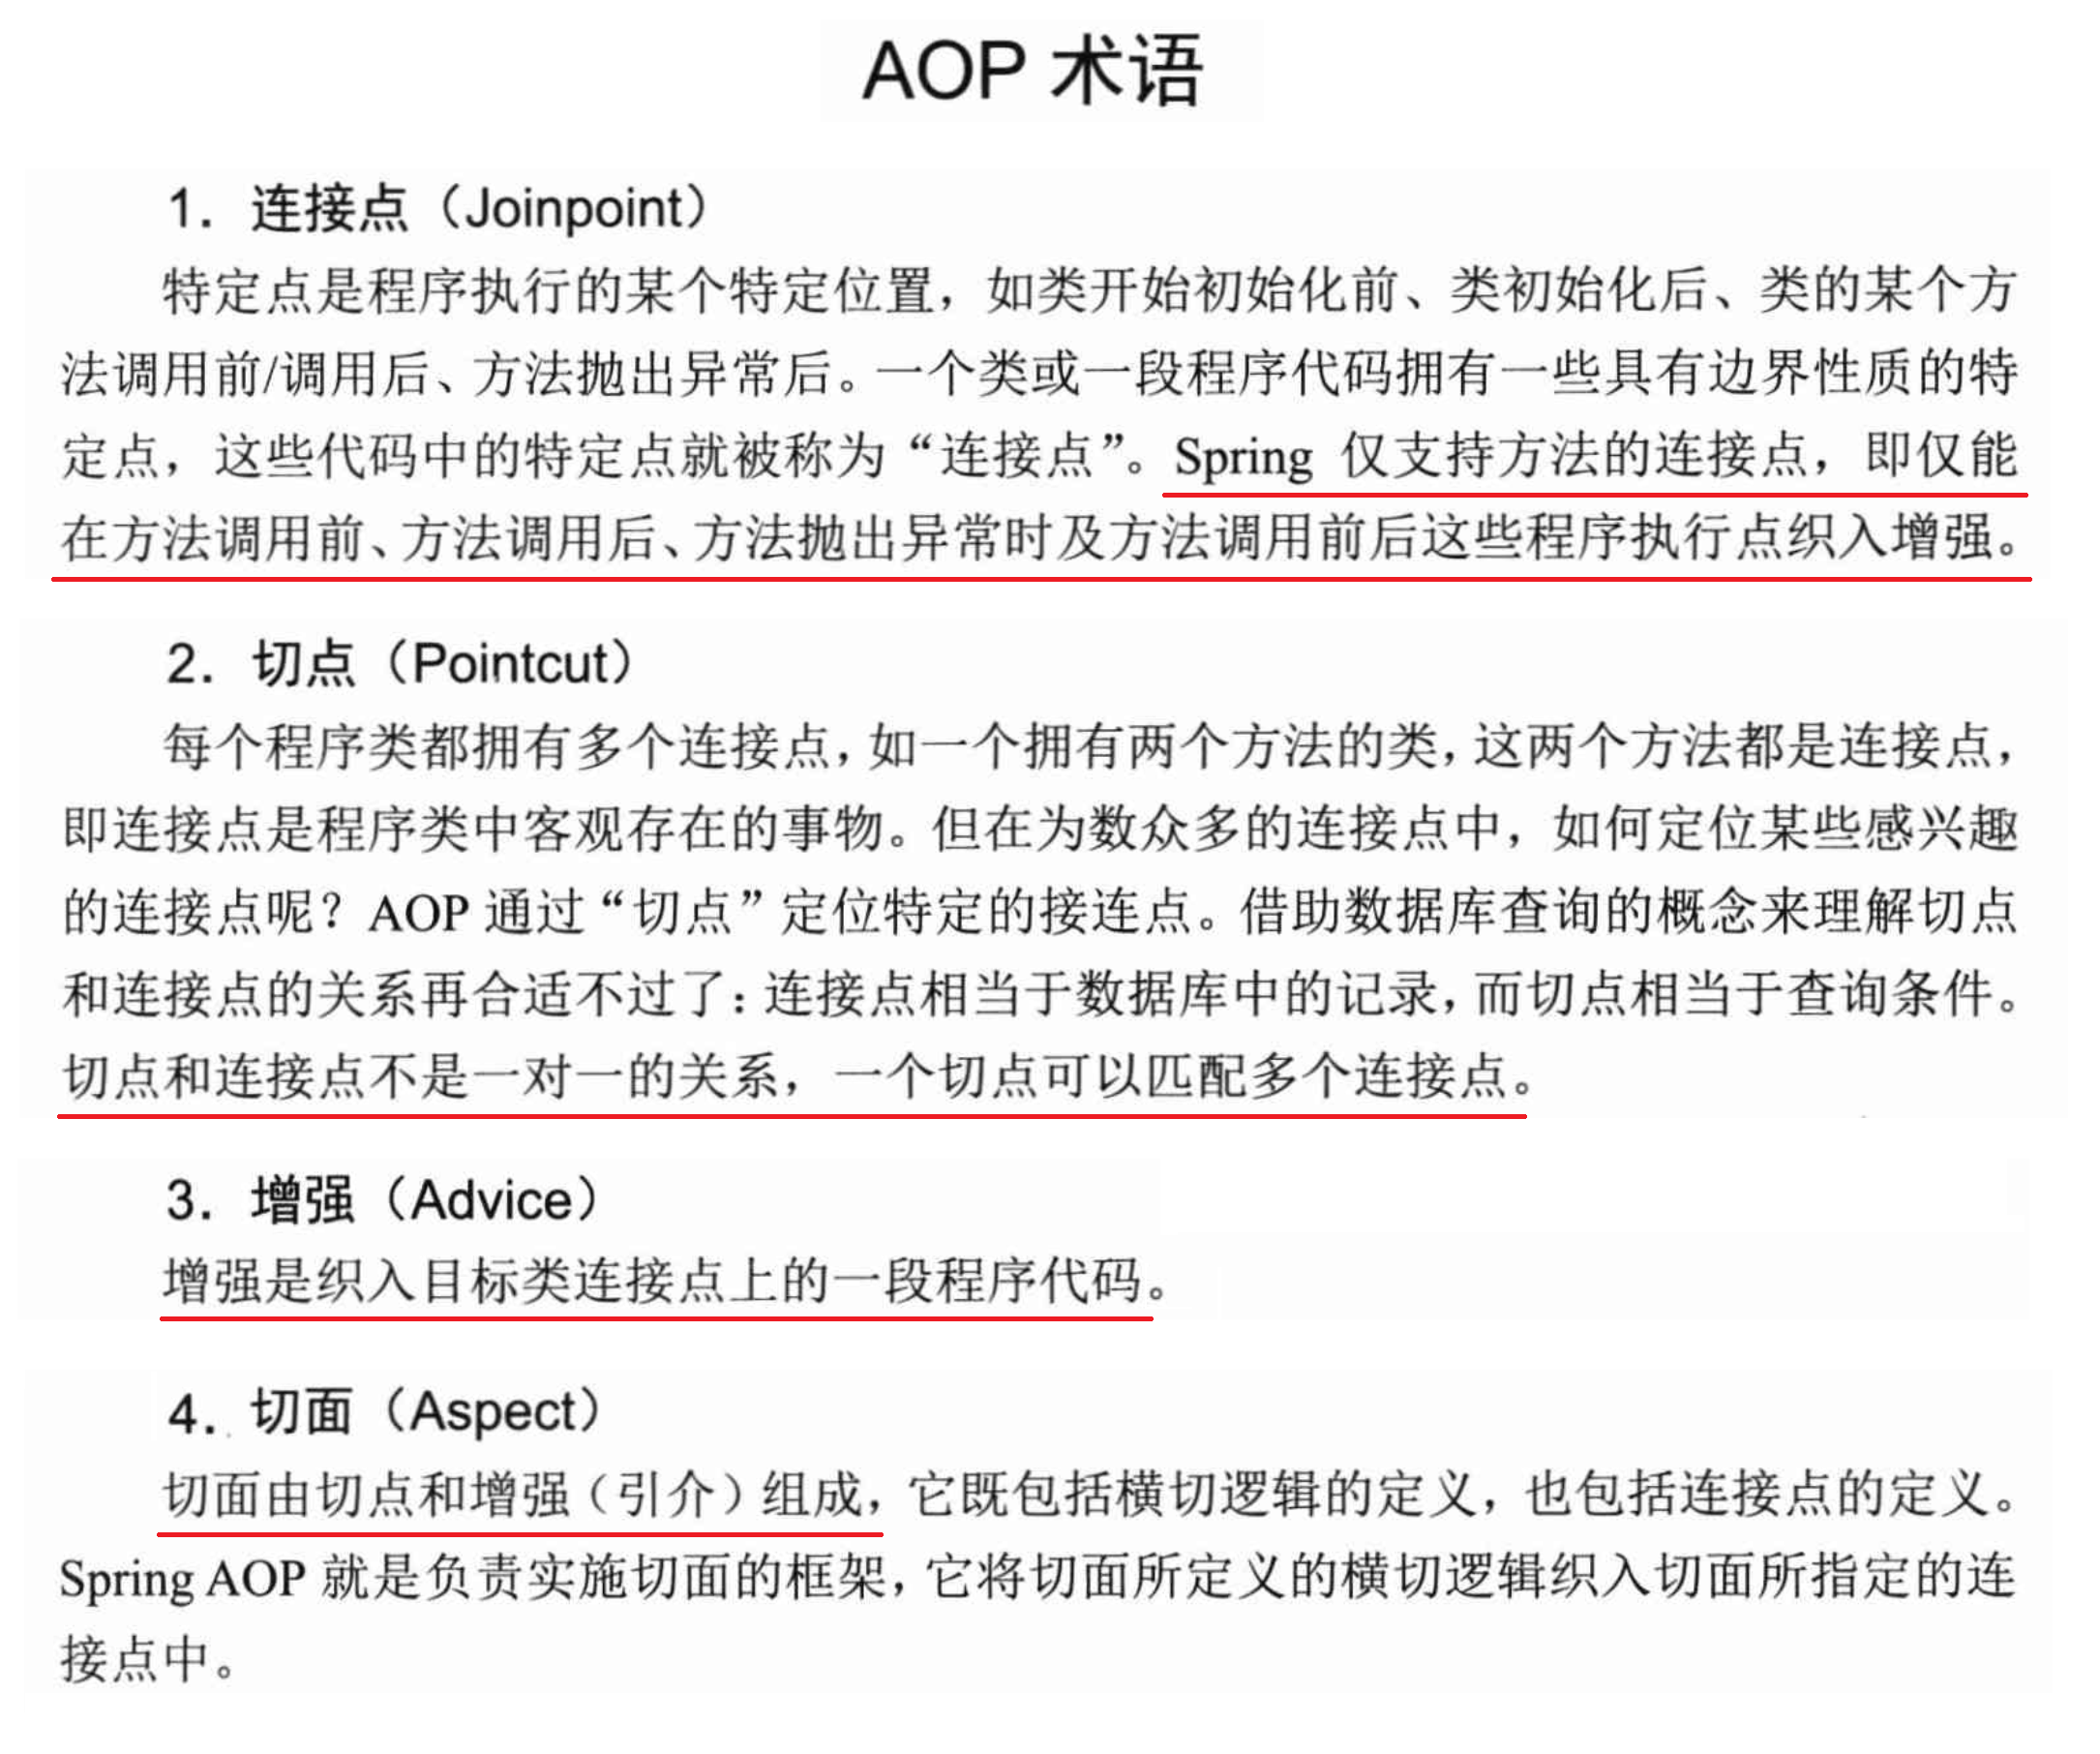 AOP 术语
1. 连接点（Joinpoint）
特定点是程序执行的某个特定位置，如类开始初始化前、类初始化后、类的某个方
法调用前/调用后、方法抛出异常后。一个类或一段程序代码拥有一些具有边界性质的特
定点，这些代码中的特定点就被称为“连接点”。Spring 仅支持方法的连接点，即仅能
在方法调用前、方法调用后、方法抛出异常时及方法调用前后这些程序执行点织入增强。
2. 切点（Pointcut）
每个程序类都拥有多个连接点，如一个拥有两个方法的类，这两个方法都是连接点，
即连接点是程序类中客观存在的事物。但在为数众多的连接点中，如何定位某些感兴趣
的连接点呢？AOP 通过“切点”定位特定的接连点。借助数据库查询的概念来理解切点
和连接点的关系再合适不过了：连接点相当于数据库中的记录，而切点相当于查询条件。
切点和连接点不是一对一的关系，一个切点可以匹配多个连接点。
3. 增强（Advice）
增强是织入目标类连接点上的一段程序代码。
4. 切面（Aspect）
切面由切点和增强（引介）组成，它既包括横切逻辑的定义，也包括连接点的定义。
Spring AOP 就是负责实施切面的框架，它将切面所定义的横切逻辑织入切面所指定的连
接点中。